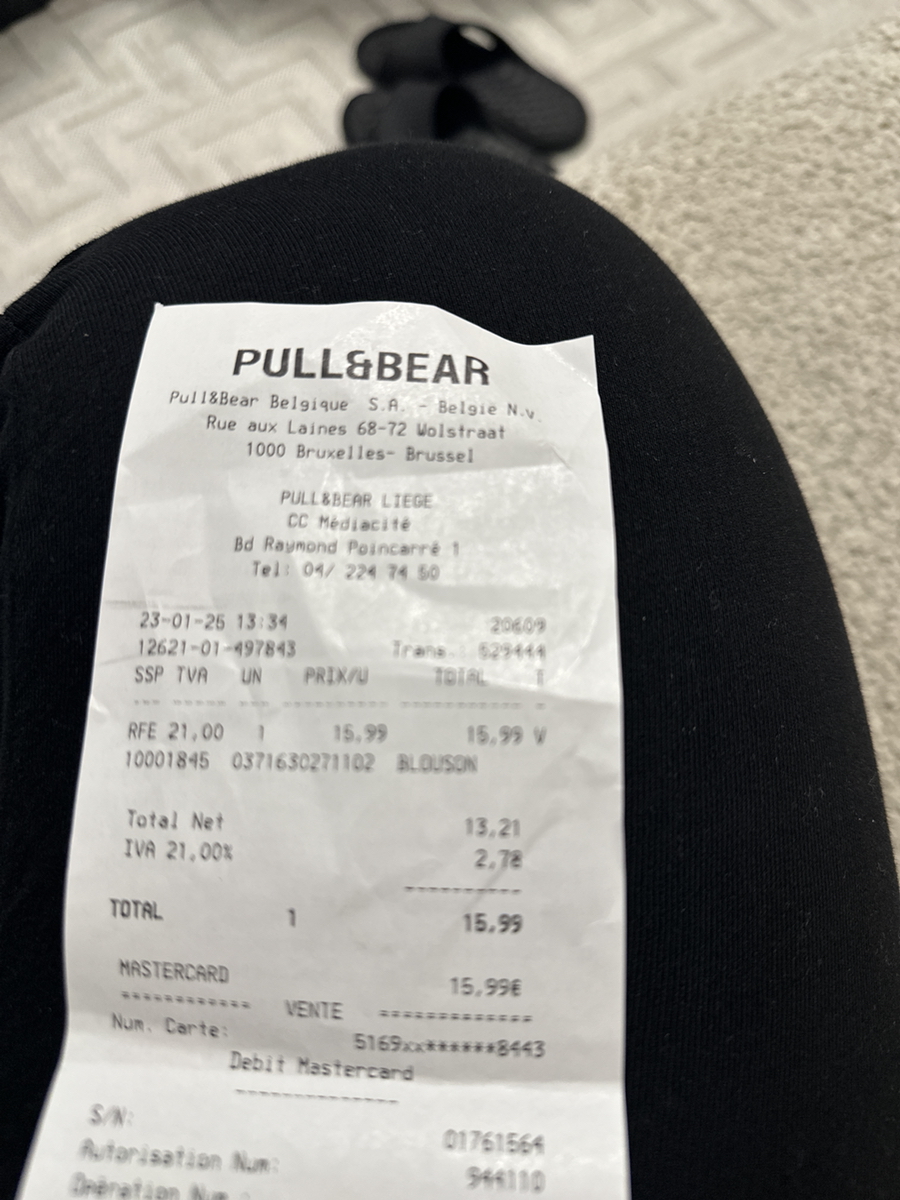 PULL&BEAR
Pull&Bear Belgique S.A. - Belgie N.v.
Rue aux Laines 68-72 Wolstraat
1000 Bruxelles- Brussel
PULL&BEAR LIEGE
CC Médiacité
Bd Raymond Poincarré 1
Tel: 04/ 224 74 50
23-01-25 13:34 20609
12621-01-497843 Trans.: 529444
SSP TVA UN PRIX/U TOTAL T
--- ----- --- ---------- ------------ -
RFE 21,00 1 15,99 15,99 V
10001845 0371630271102 BLOUSON
Total Net 13,21
IVA 21,00% 2,78
----------
TOTAL 1 15,99
MASTERCARD 15,99€
============ VENTE =============
Num. Carte: 5169xx******8443
Debit Mastercard
--------------
S/N: 01761564
Autorisation Num: 944110
Opération Num.: